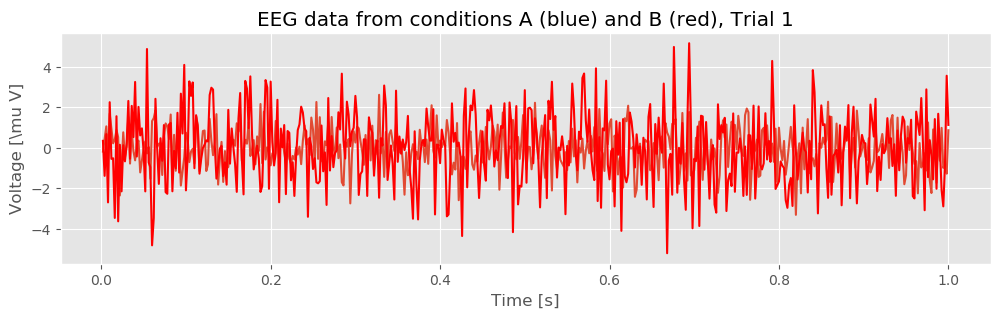 EEG data from conditions A (blue) and B (red), Trial 1
Voltage [\mu V]
4
2
0
−2
−4
0.0 0.2 0.4 0.6 0.8 1.0
Time [s]